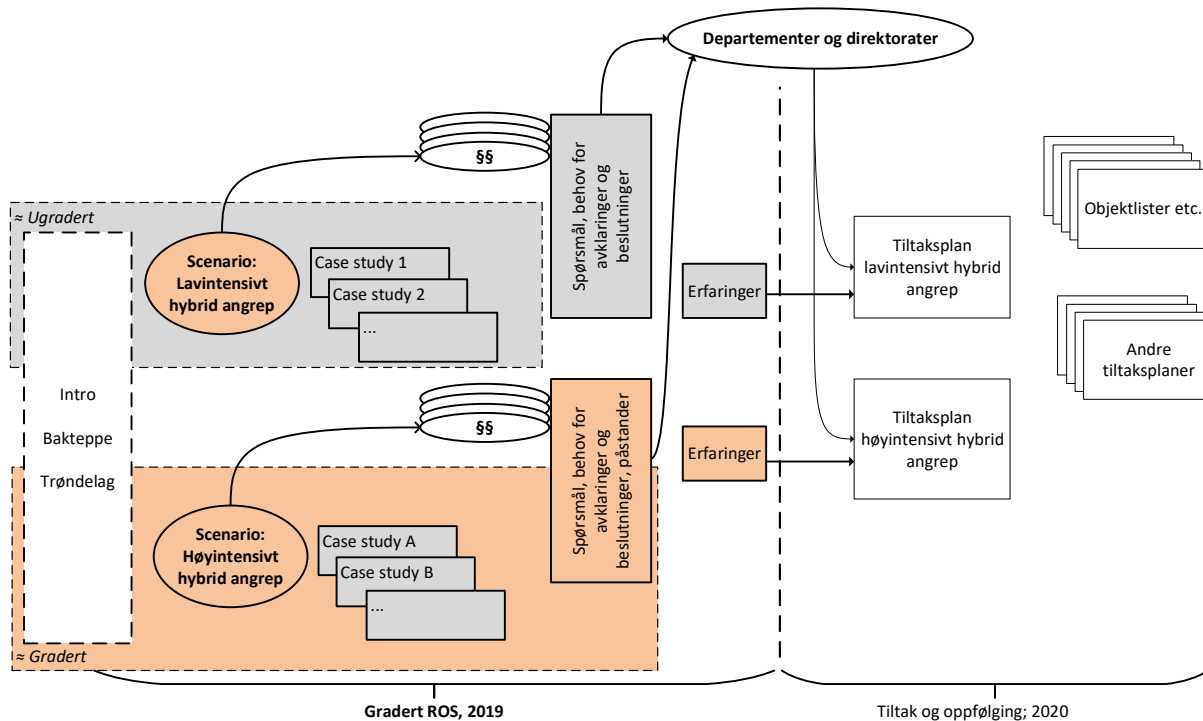 Departementer og direktorater
§§
Spørsmål, behov for
avklaringer og
beslutninger
≈ Ugradert
Scenario:
Lavintensivt
hybrid angrep
Case study 1
Case study 2
...
Erfaringer
Tiltaksplan
lavintensivt hybrid
angrep
Objektlister etc.
Andre
tiltaksplaner
Intro
Bakteppe
Trøndelag
§§
Spørsmål, behov for
avklaringer og
beslutninger, påstander
Erfaringer
Tiltaksplan
høyintensivt hybrid
angrep
Scenario:
Høyintensivt
hybrid angrep
Case study A
Case study B
...
≈ Gradert
Gradert ROS, 2019
Tiltak og oppfølging; 2020